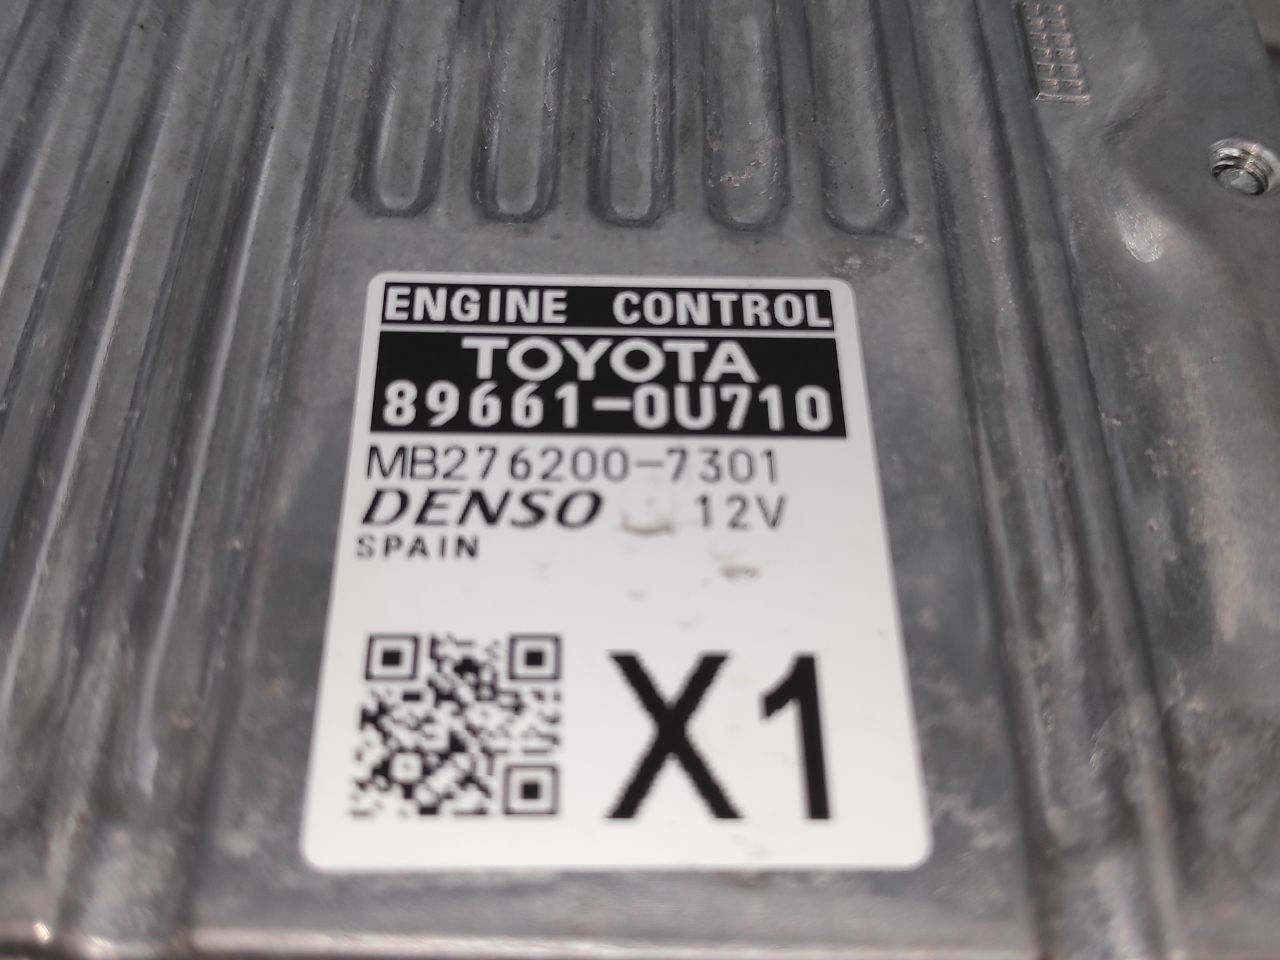 ENGINE CONTROL
TOYOTA
89661-0U710
MB276200-7301
DENSO 12V
SPAIN
X1